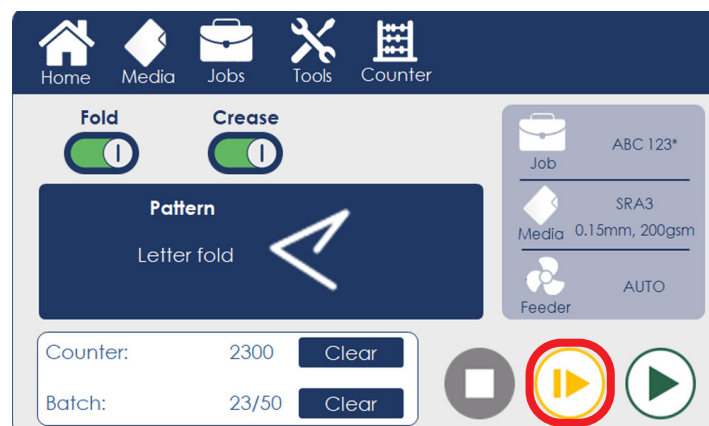 Home Media Jobs Tools Counter
Fold Crease
Pattern
Letter fold
Job ABC 123*
Media SRA3
0.15mm, 200gsm
Feeder AUTO
Counter: 2300 Clear
Batch: 23/50 Clear